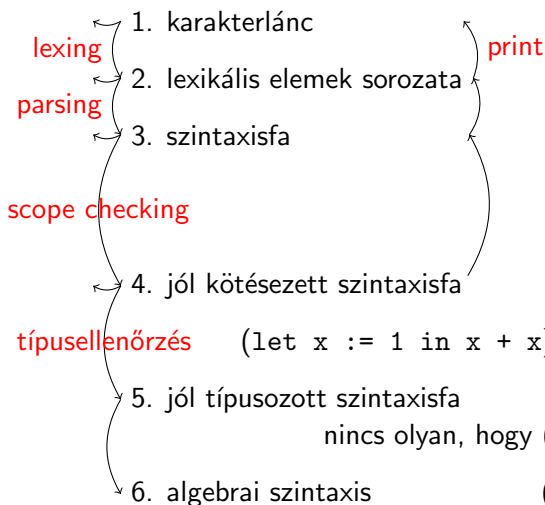 1. karakterlánc
lexing
print
2. lexikális elemek sorozata
parsing
3. szintaxisfa
scope checking
4. jól kötésezett szintaxisfa
típusellenőrzés (let x := 1 in x + x)
5. jól típusozott szintaxisfa
nincs olyan, hogy (
6. algebrai szintaxis (